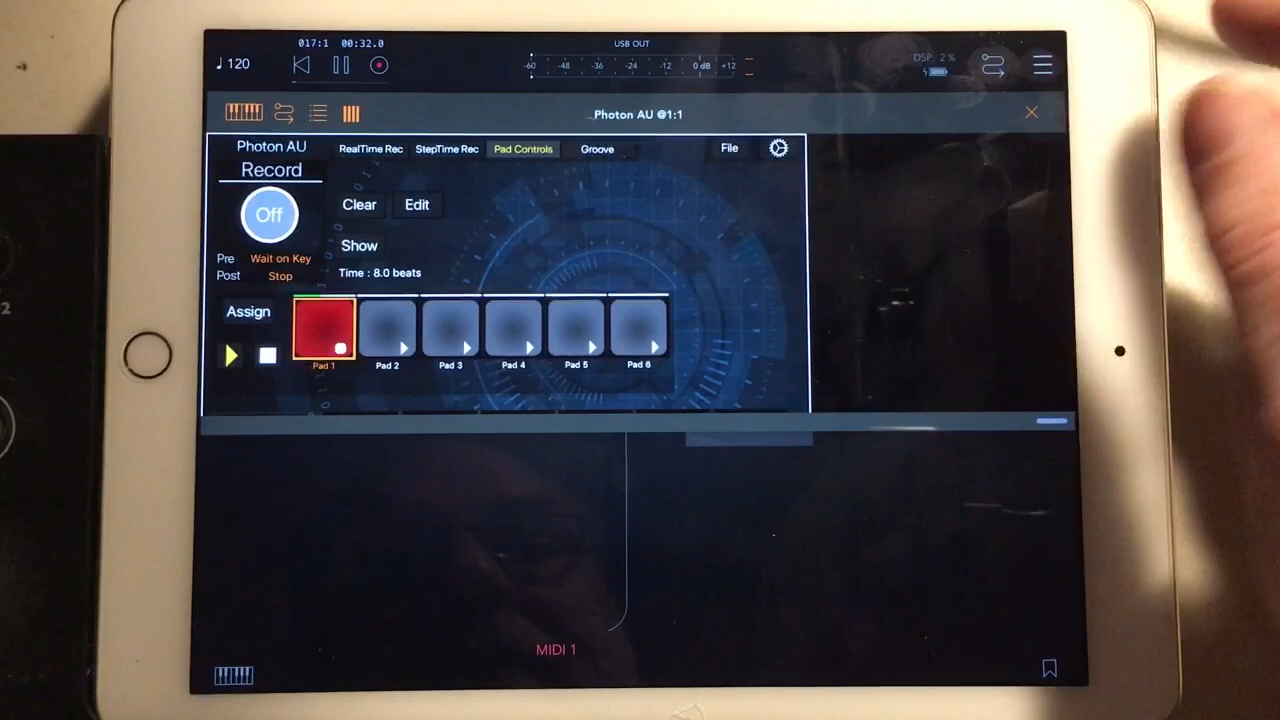 017:1 00:32.0
♩ 120
USB OUT
-60 -48 -36 -24 -12 0 dB +12
DSP: 2 %
Photon AU @1:1
Photon AU
RealTime Rec StepTime Rec Pad Controls Groove File
Record
Off
Clear Edit
Show
Pre Wait on Key
Post Stop
Time : 8.0 beats
Assign
Pad 1 Pad 2 Pad 3 Pad 4 Pad 5 Pad 6
MIDI 1
2